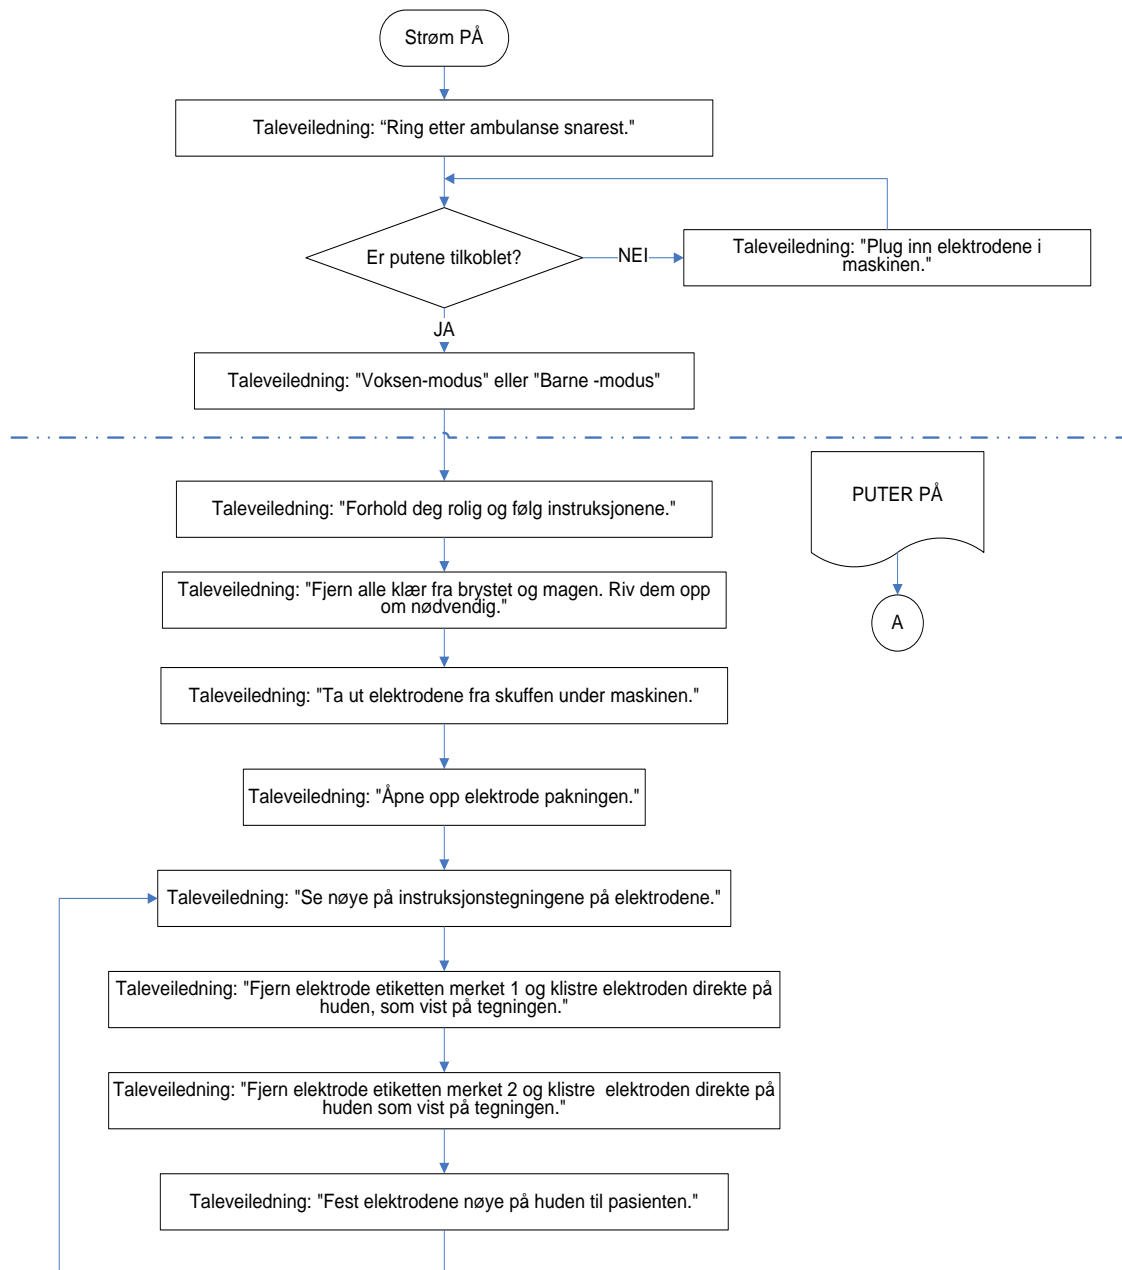 Strøm PÅ
Taleveiledning: “Ring etter ambulanse snarest."
Er putene tilkoblet?
NEI
Taleveiledning: "Plug inn elektrodene i
maskinen."
JA
Taleveiledning: "Voksen-modus" eller "Barne -modus"
Taleveiledning: "Forhold deg rolig og følg instruksjonene."
PUTER PÅ
A
Taleveiledning: "Fjern alle klær fra brystet og magen. Riv dem opp
om nødvendig."
Taleveiledning: "Ta ut elektrodene fra skuffen under maskinen."
Taleveiledning: "Åpne opp elektrode pakningen."
Taleveiledning: "Se nøye på instruksjonstegningene på elektrodene."
Taleveiledning: "Fjern elektrode etiketten merket 1 og klistre elektroden direkte på
huden, som vist på tegningen."
Taleveiledning: "Fjern elektrode etiketten merket 2 og klistre  elektroden direkte på
huden som vist på tegningen."
Taleveiledning: "Fest elektrodene nøye på huden til pasienten."